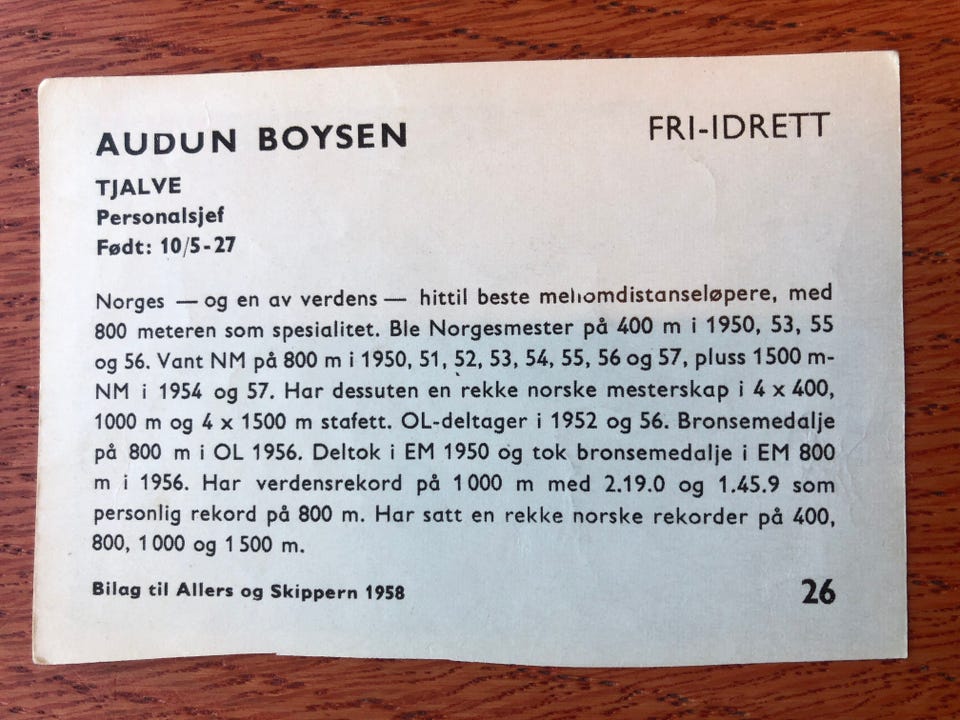 AUDUN BOYSEN
FRI-IDRETT
TJALVE
Personalsjef
Født: 10/5-27
Norges — og en av verdens — hittil beste mellomdistanseløpere, med
800 meteren som spesialitet. Ble Norgesmester på 400 m i 1950, 53, 55
og 56. Vant NM på 800 m i 1950, 51, 52, 53, 54, 55, 56 og 57, pluss 1500 m-
NM i 1954 og 57. Har dessuten en rekke norske mesterskap i 4 x 400,
1000 m og 4 x 1500 m stafett. OL-deltager i 1952 og 56. Bronsemedalje
på 800 m i OL 1956. Deltok i EM 1950 og tok bronsemedalje i EM 800
m i 1956. Har verdensrekord på 1000 m med 2.19.0 og 1.45.9 som
personlig rekord på 800 m. Har satt en rekke norske rekorder på 400,
800, 1000 og 1500 m.
Bilag til Allers og Skippern 1958
26